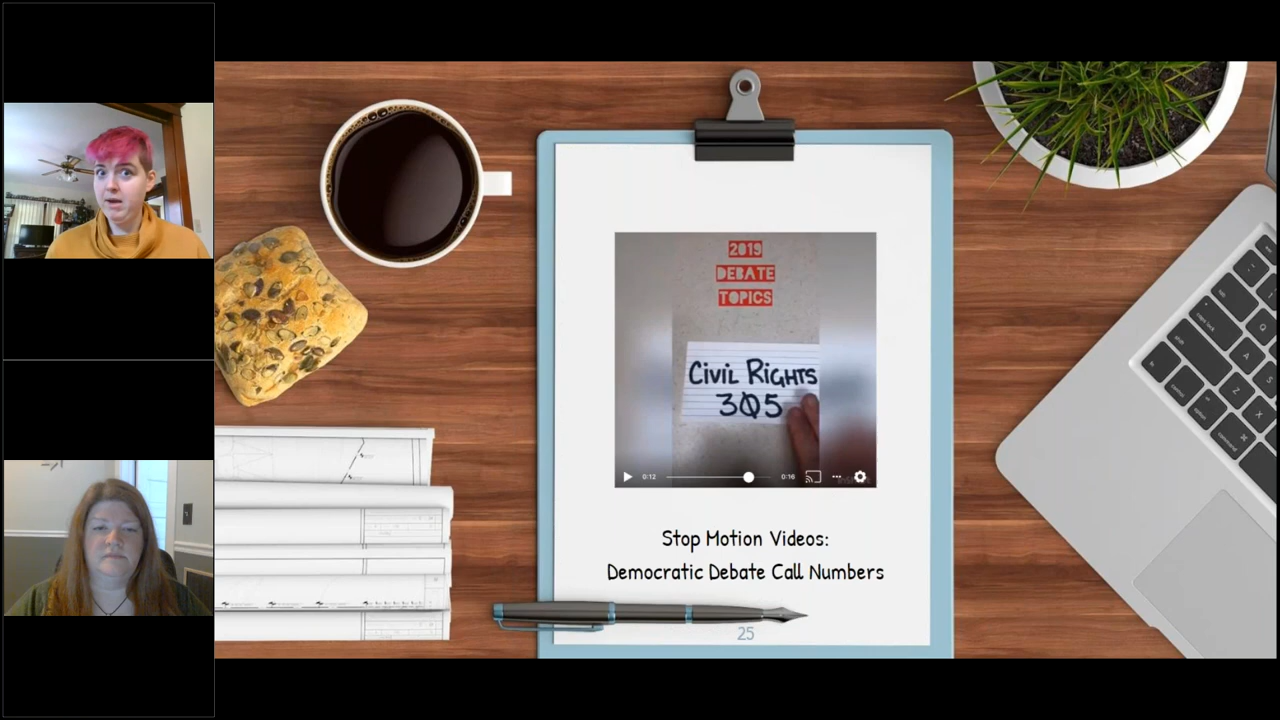 2019
DEBATE
TOPICS
Civil Rights
305
0:12
0:16
Stop Motion Videos:
Democratic Debate Call Numbers
25